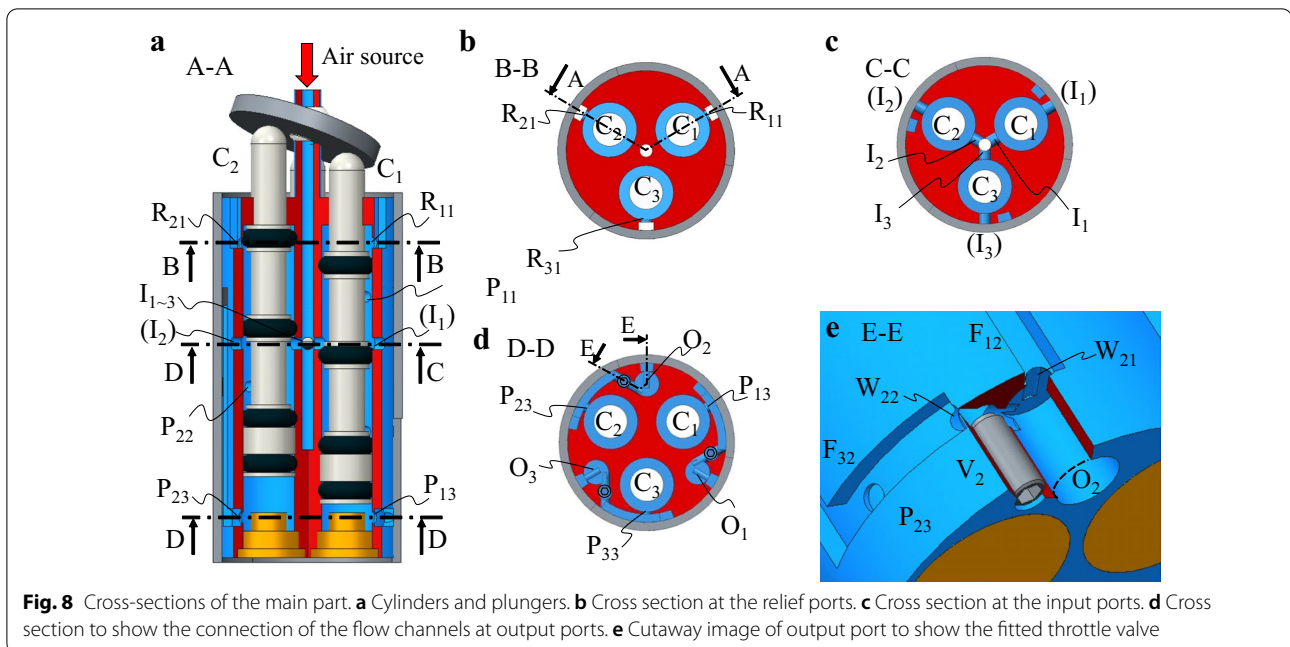 a
A-A
Air source
C2
C1
R21
R11
B
B
I1~3
(I2)
(I1)
D
C
P22
P23
P13
D
D
b
B-B
A
A
R21
R11
C2
C1
C3
R31
P11
c
C-C
(I2)
(I1)
C2
C1
I2
C3
I3
I1
(I3)
d
D-D
E
E
O2
P23
P13
C2
C1
O3
C3
O1
P33
e
E-E
F12
W21
W22
F32
V2
O2
P23
Fig. 8 Cross-sections of the main part. a Cylinders and plungers. b Cross section at the relief ports. c Cross section at the input ports. d Cross
section to show the connection of the flow channels at output ports. e Cutaway image of output port to show the fitted throttle valve